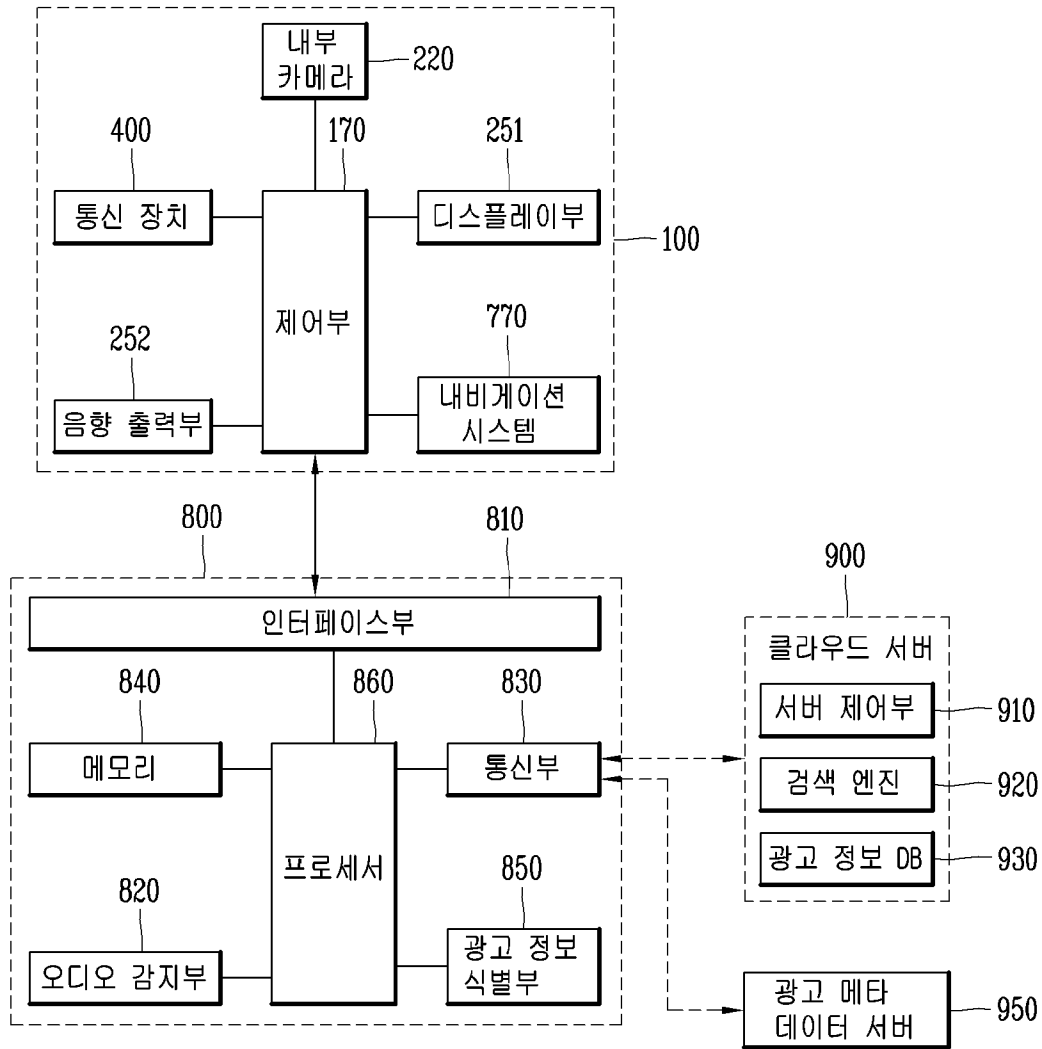 내부
카메라
220
400
170
251
통신 장치
디스플레이부
100
제어부
252
770
음향 출력부
내비게이션
시스템
800
810
인터페이스부
900
클라우드 서버
840
860
830
서버 제어부
910
메모리
통신부
검색 엔진
920
프로세서
광고 정보 DB
930
820
850
오디오 감지부
광고 정보
식별부
광고 메타
데이터 서버
950